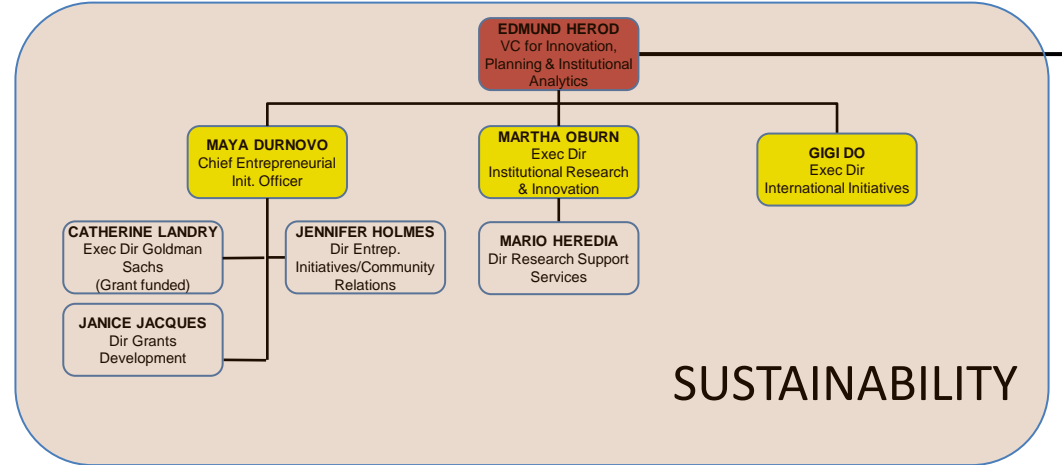 EDMUND HEROD
VC for Innovation,
Planning & Institutional
Analytics
MAYA DURNOVO
Chief Entrepreneurial
Init. Officer
MARTHA OBURN
Exec Dir
Institutional Research
& Innovation
GIGI DO
Exec Dir
International Initiatives
CATHERINE LANDRY
Exec Dir Goldman
Sachs
(Grant funded)
JENNIFER HOLMES
Dir Entrep.
Initiatives/Community
Relations
MARIO HEREDIA
Dir Research Support
Services
JANICE JACQUES
Dir Grants
Development
SUSTAINABILITY